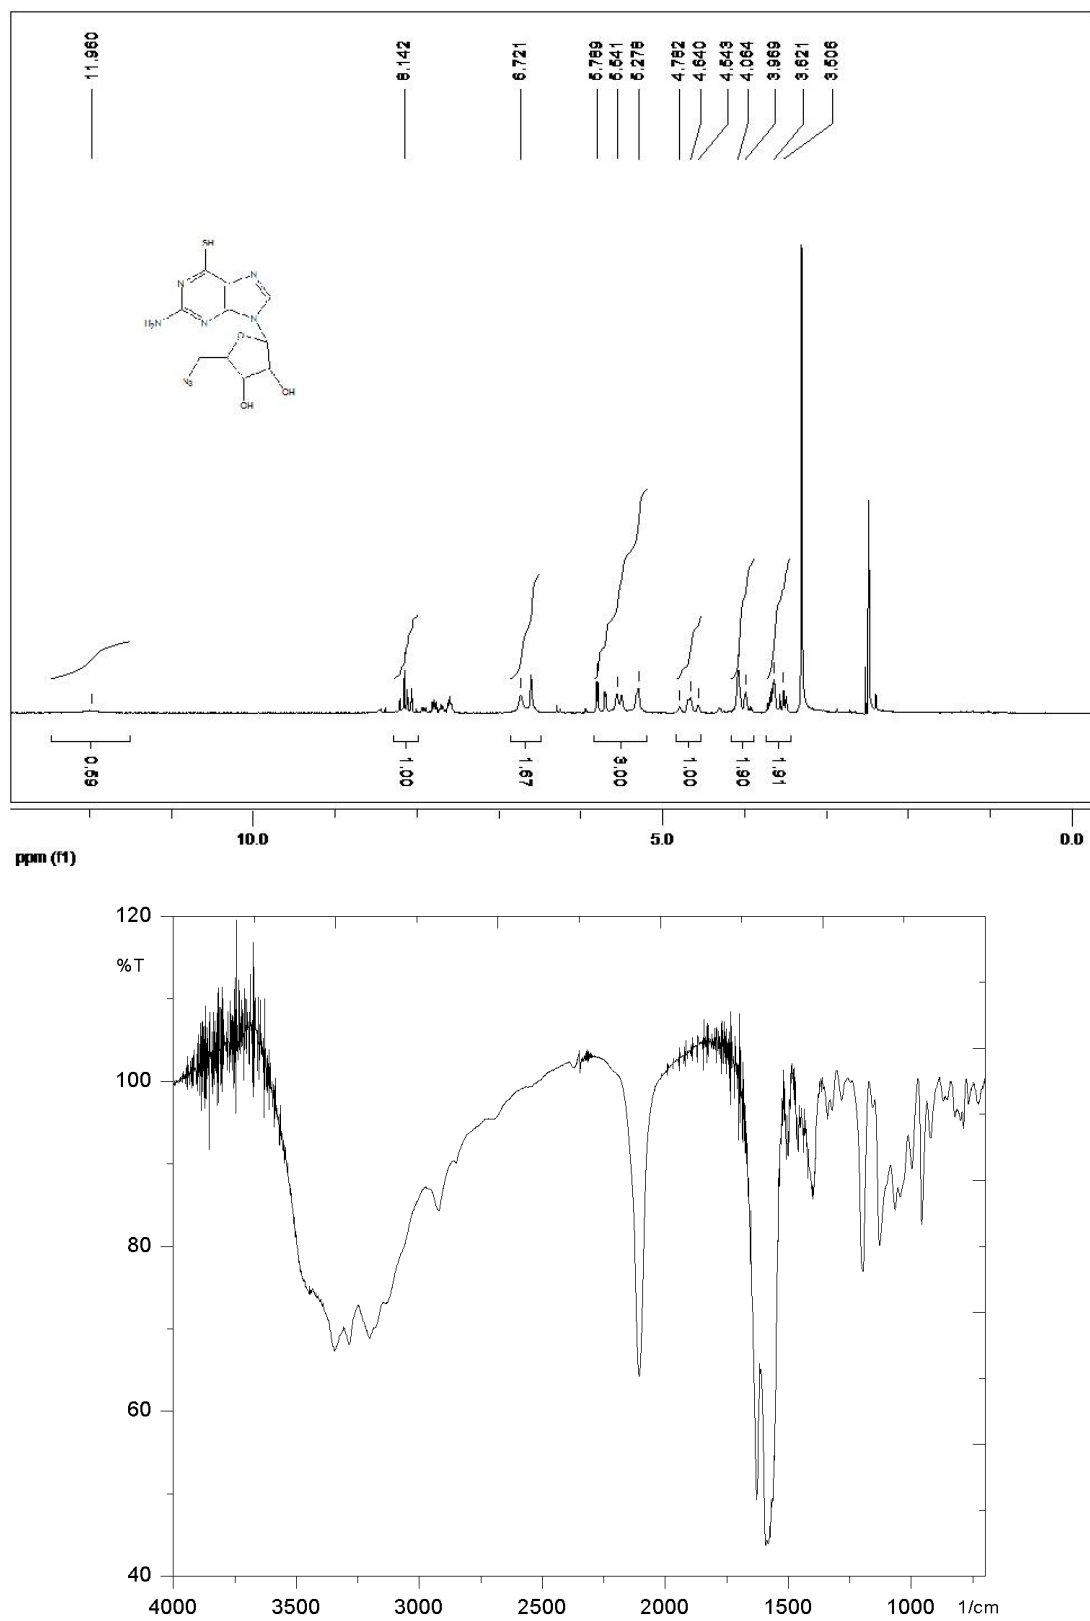 11.960
8.142
6.721
5.789
5.541
5.278
4.782
4.640
4.543
4.064
3.969
3.621
3.506
SH
N
N
H₂N
N
N
O
N₃
OH
OH
0.59
1.00
1.97
3.00
1.00
1.90
1.91
10.0 5.0 0.0
ppm (f1)
120
%T
100
80
60
40
4000 3500 3000 2500 2000 1500 1000 1/cm